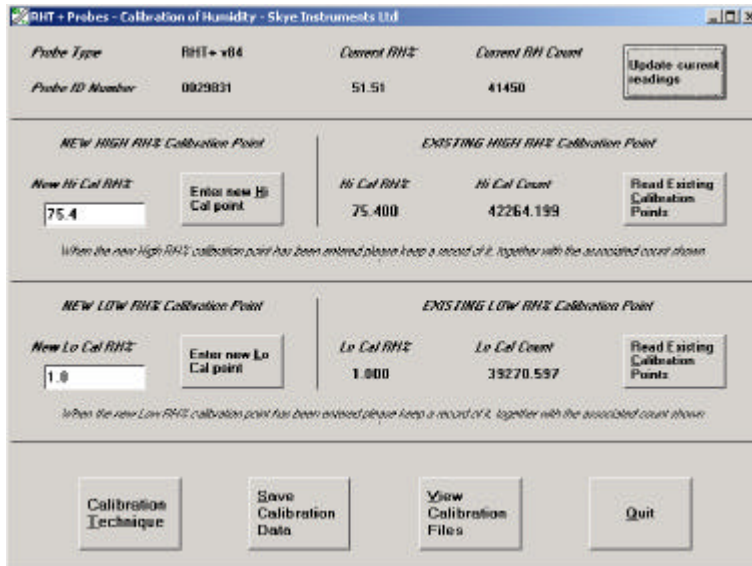 RHT + Probes - Calibration of Humidity - Skye Instruments Ltd
Probe Type RHT+ v84 Current RH% Current RH Count
Update current readings
Probe ID Number 0029831 51.51 41450
NEW HIGH RH% Calibration Point EXISTING HIGH RH% Calibration Point
New Hi Cal RH% Enter new Hi Hi Cal RH% Hi Cal Count Read Existing
75.4 Cal point 75.400 42264.199 Calibration
Points
When the new High RH% calibration point has been entered please keep a record of it, together with the associated count shown
NEW LOW RH% Calibration Point EXISTING LOW RH% Calibration Point
New Lo Cal RH% Enter new Lo Lo Cal RH% Lo Cal Count Read Existing
1.0 Cal point 1.000 39270.597 Calibration
Points
When the new Low RH% calibration point has been entered please keep a record of it, together with the associated count shown
Calibration Technique
Save Calibration Data
View Calibration Files
Quit